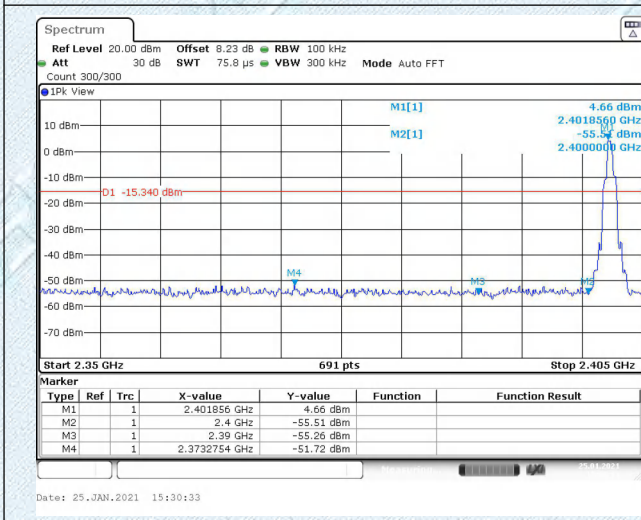 Spectrum
Ref Level 20.00 dBm Offset 8.23 dB RBW 100 kHz
Att 30 dB SWT 75.8 µs VBW 300 kHz Mode Auto FFT
Count 300/300
1Pk View
M1[1] 4.66 dBm
2.4018560 GHz
M2[1] -55.51 dBm
2.4000000 GHz
M1
10 dBm
0 dBm
-10 dBm
D1 -15.340 dBm
-20 dBm
-30 dBm
-40 dBm
M4
-50 dBm
M3
M2
-60 dBm
-70 dBm
Start 2.35 GHz 691 pts Stop 2.405 GHz
Marker
Type Ref Trc X-value Y-value Function Function Result
M1 1 2.401856 GHz 4.66 dBm
M2 1 2.4 GHz -55.51 dBm
M3 1 2.39 GHz -55.26 dBm
M4 1 2.3732754 GHz -51.72 dBm
25.01.2021
Date: 25.JAN.2021 15:30:33